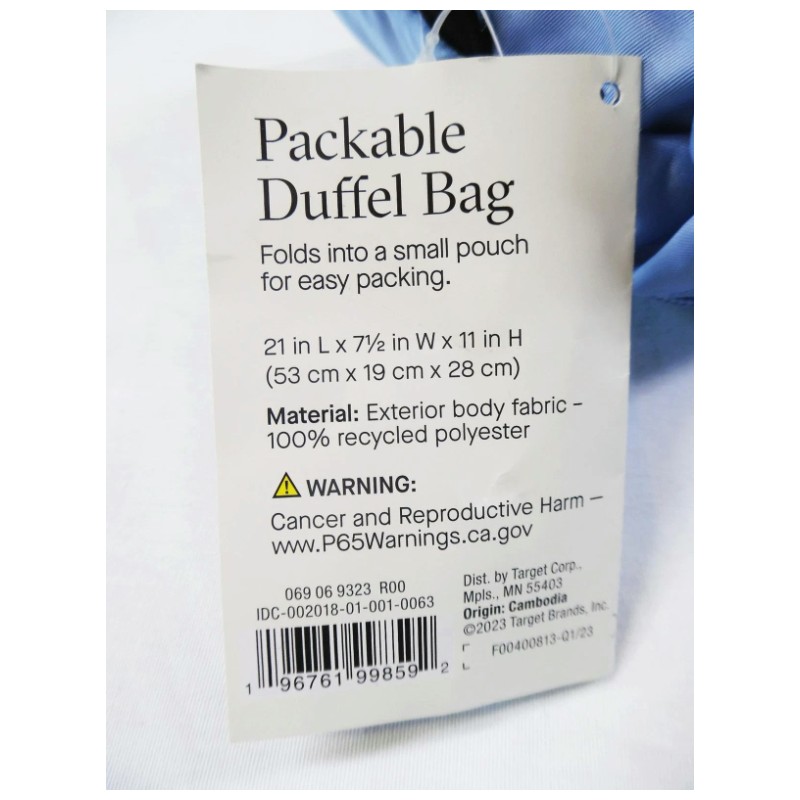 Packable
Duffel Bag
Folds into a small pouch
for easy packing.
21 in L x 7½ in W x 11 in H
(53 cm x 19 cm x 28 cm)
Material: Exterior body fabric –
100% recycled polyester
WARNING:
Cancer and Reproductive Harm —
www.P65Warnings.ca.gov
069 06 9323 R00
IDC-002018-01-001-0063
1 96761 99859 2
Dist. by Target Corp.,
Mpls., MN 55403
Origin: Cambodia
©2023 Target Brands, Inc.
F00400813-Q1/23